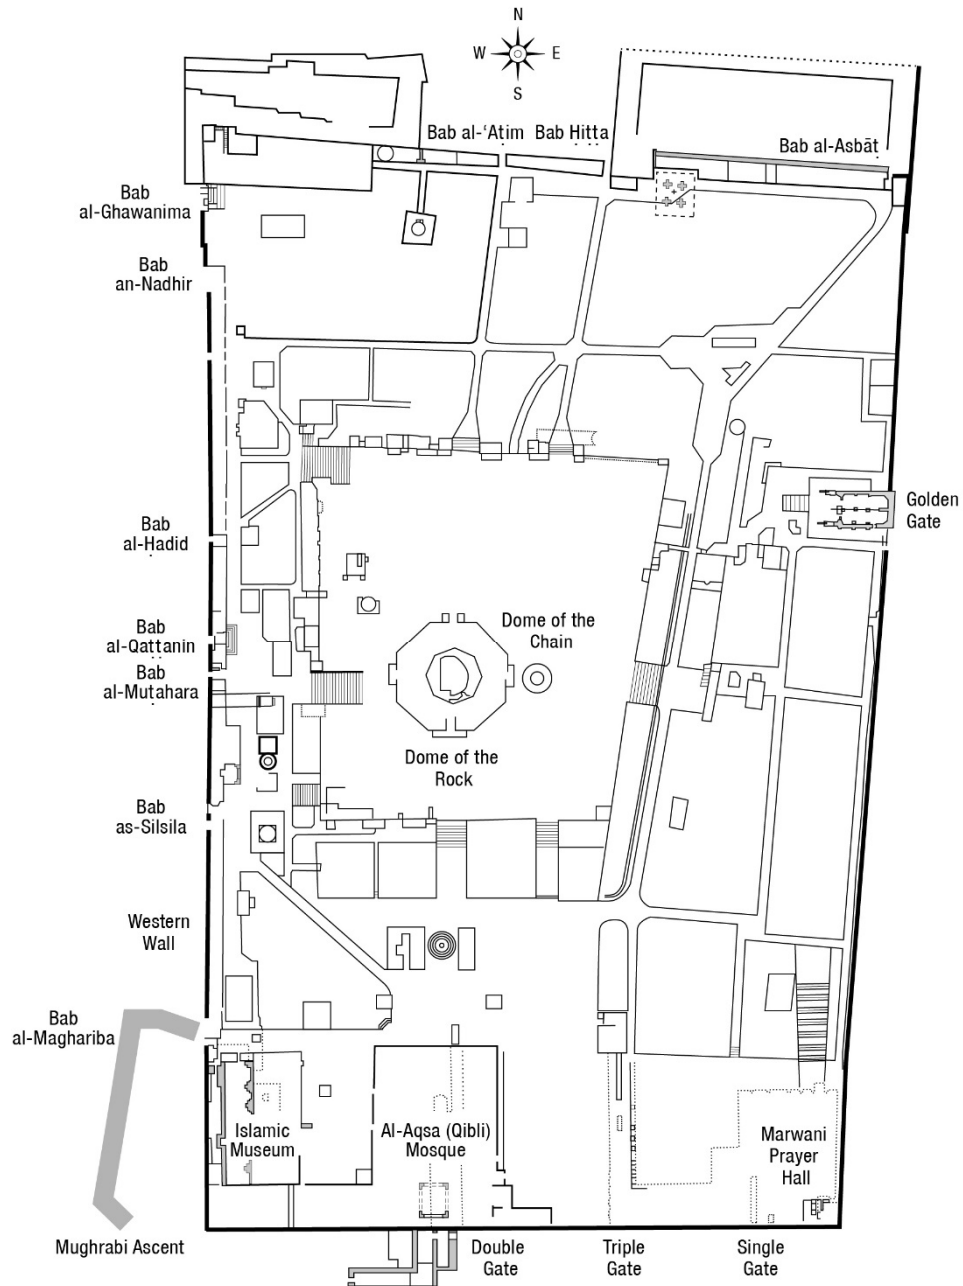 N
W
E
S
Bab al-‘Atim
Bab Hitta
Bab al-Asbāt
Bab
al-Ghawanima
Bab
an-Nadhir
Golden
Gate
Bab
al-Hadid
Bab
al-Qattanin
Dome of the
Chain
Bab
al-Mutahara
Dome of the
Rock
Bab
as-Silsila
Western
Wall
Bab
al-Maghariba
Islamic
Museum
Al-Aqsa (Qibli)
Mosque
Marwani
Prayer
Hall
Mughrabi Ascent
Double
Gate
Triple
Gate
Single
Gate